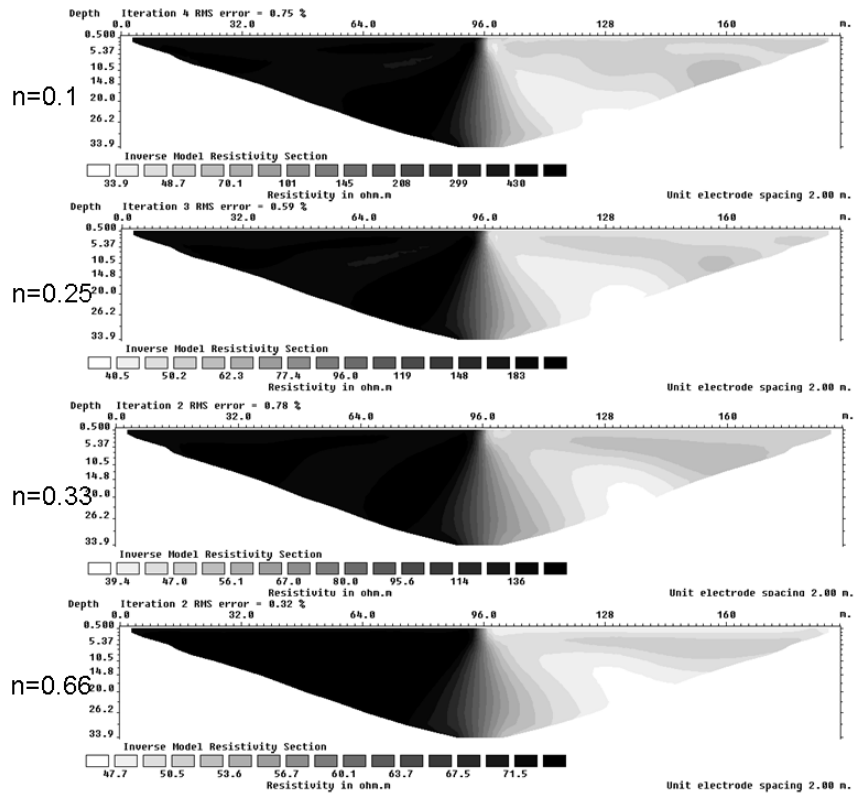 Depth Iteration 4 RMS error = 0.75 %
0.0 32.0 64.0 96.0 128 160 m.
0.500
5.37
10.5
14.8
20.0
26.2
33.9
n=0.1
Inverse Model Resistivity Section
33.9 48.7 70.1 101 145 208 299 430
Resistivity in ohm.m
Unit electrode spacing 2.00 m.
Depth Iteration 3 RMS error = 0.59 %
0.0 32.0 64.0 96.0 128 160 m.
0.500
5.37
10.5
14.8
20.0
26.2
33.9
n=0.25
Inverse Model Resistivity Section
40.5 50.2 62.3 77.4 96.0 119 148 183
Resistivity in ohm.m
Unit electrode spacing 2.00 m.
Depth Iteration 2 RMS error = 0.78 %
0.0 32.0 64.0 96.0 128 160 m.
0.500
5.37
10.5
14.8
20.0
26.2
33.9
n=0.33
Inverse Model Resistivity Section
39.4 47.0 56.1 67.0 80.0 95.6 114 136
Resistivity in ohm.m
Unit electrode spacing 2.00 m.
Depth Iteration 2 RMS error = 0.32 %
0.0 32.0 64.0 96.0 128 160 m.
0.500
5.37
10.5
14.8
20.0
26.2
33.9
n=0.66
Inverse Model Resistivity Section
47.7 50.5 53.6 56.7 60.1 63.7 67.5 71.5
Resistivity in ohm.m
Unit electrode spacing 2.00 m.